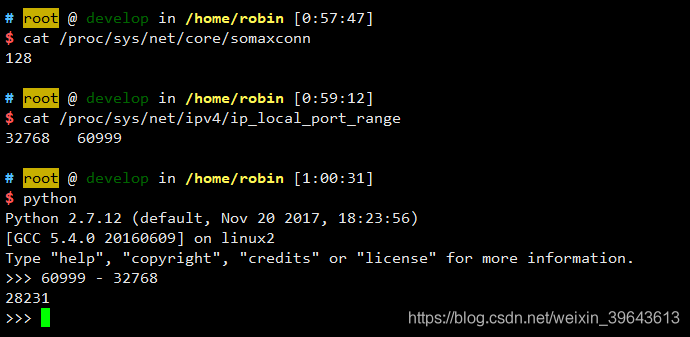 # root @ develop in /home/robin [0:57:47]
$ cat /proc/sys/net/core/somaxconn
128
# root @ develop in /home/robin [0:59:12]
$ cat /proc/sys/net/ipv4/ip_local_port_range
32768   60999
# root @ develop in /home/robin [1:00:31]
$ python
Python 2.7.12 (default, Nov 20 2017, 18:23:56)
[GCC 5.4.0 20160609] on linux2
Type "help", "copyright", "credits" or "license" for more information.
>>> 60999 - 32768
28231
>>>
https://blog.csdn.net/weixin_39643613